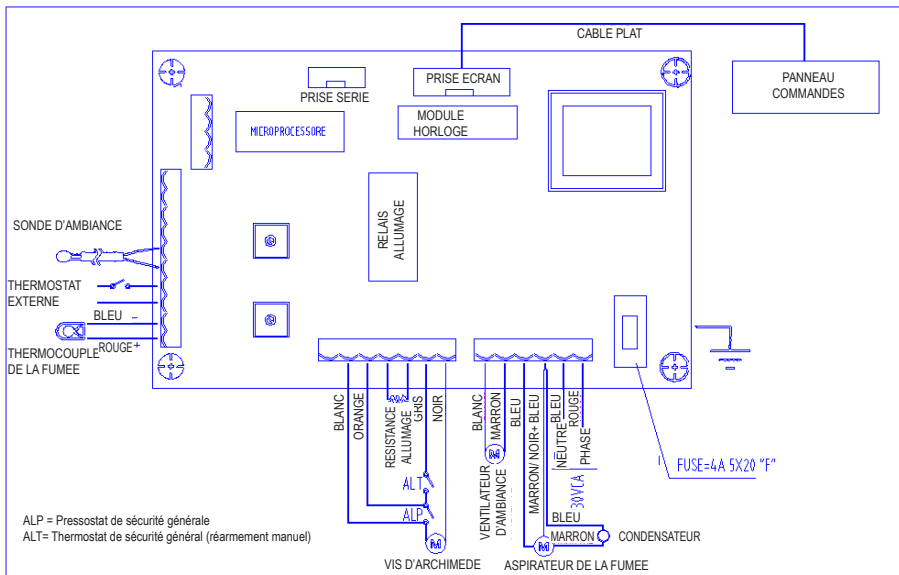 CABLE PLAT
PRISE ECRAN
PANNEAU
COMMANDES
PRISE SERIE
MODULE
HORLOGE
MICROPROCESSORE
RELAIS
ALLUMAGE
SONDE D'AMBIANCE
THERMOSTAT
EXTERNE
BLEU -
ROUGE+
THERMOCOUPLE
DE LA FUMEE
BLANC
ORANGE
RESISTANCE
ALLUMAGE
GRIS
NOIR
BLANC
MARRON
BLEU
MARRON/ NOIR+ BLEU
BLEU
NEUTRE
ROUGE
PHASE
30VCA
VENTILATEUR
D'AMBIANCE
ALT
ALP
M
M
M
FUSE=4A 5X20 "F"
BLEU
MARRON
CONDENSATEUR
VIS D'ARCHIMEDE
ASPIRATEUR DE LA FUMEE
ALP = Pressostat de sécurité générale
ALT= Thermostat de sécurité général (réarmement manuel)